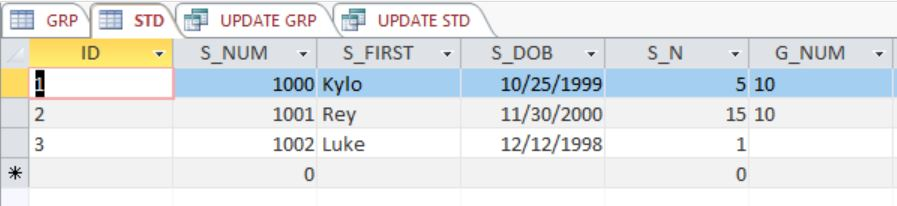 GRP STD UPDATE GRP UPDATE STD
ID S_NUM S_FIRST S_DOB S_N G_NUM
1 1000 Kylo 10/25/1999 5 10
2 1001 Rey 11/30/2000 15 10
3 1002 Luke 12/12/1998 1
* 0 0